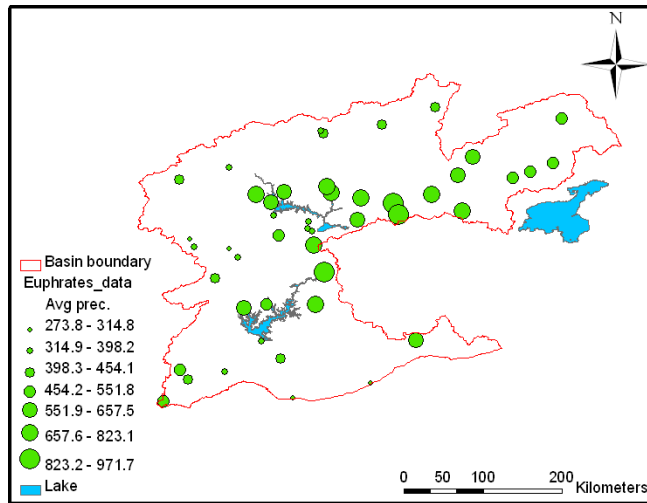 N
Basin boundary
Euphrates_data
Avg prec.
273.8 - 314.8
314.9 - 398.2
398.3 - 454.1
454.2 - 551.8
551.9 - 657.5
657.6 - 823.1
823.2 - 971.7
Lake
0 50 100 200
Kilometers